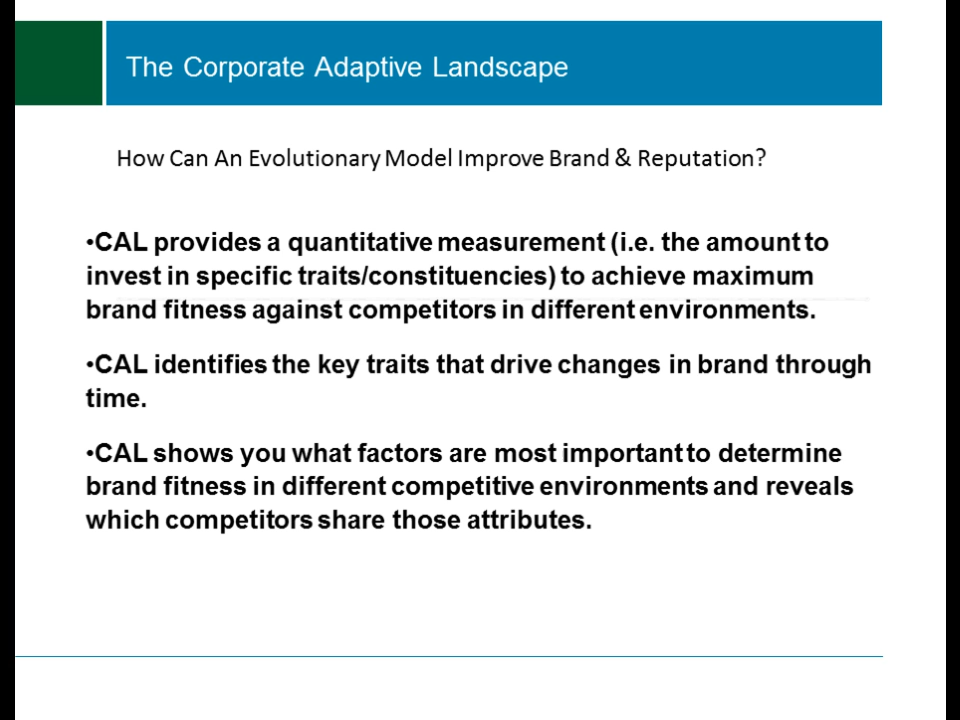 The Corporate Adaptive Landscape
How Can An Evolutionary Model Improve Brand & Reputation?
•CAL provides a quantitative measurement (i.e. the amount to
invest in specific traits/constituencies) to achieve maximum
brand fitness against competitors in different environments.
•CAL identifies the key traits that drive changes in brand through
time.
•CAL shows you what factors are most important to determine
brand fitness in different competitive environments and reveals
which competitors share those attributes.